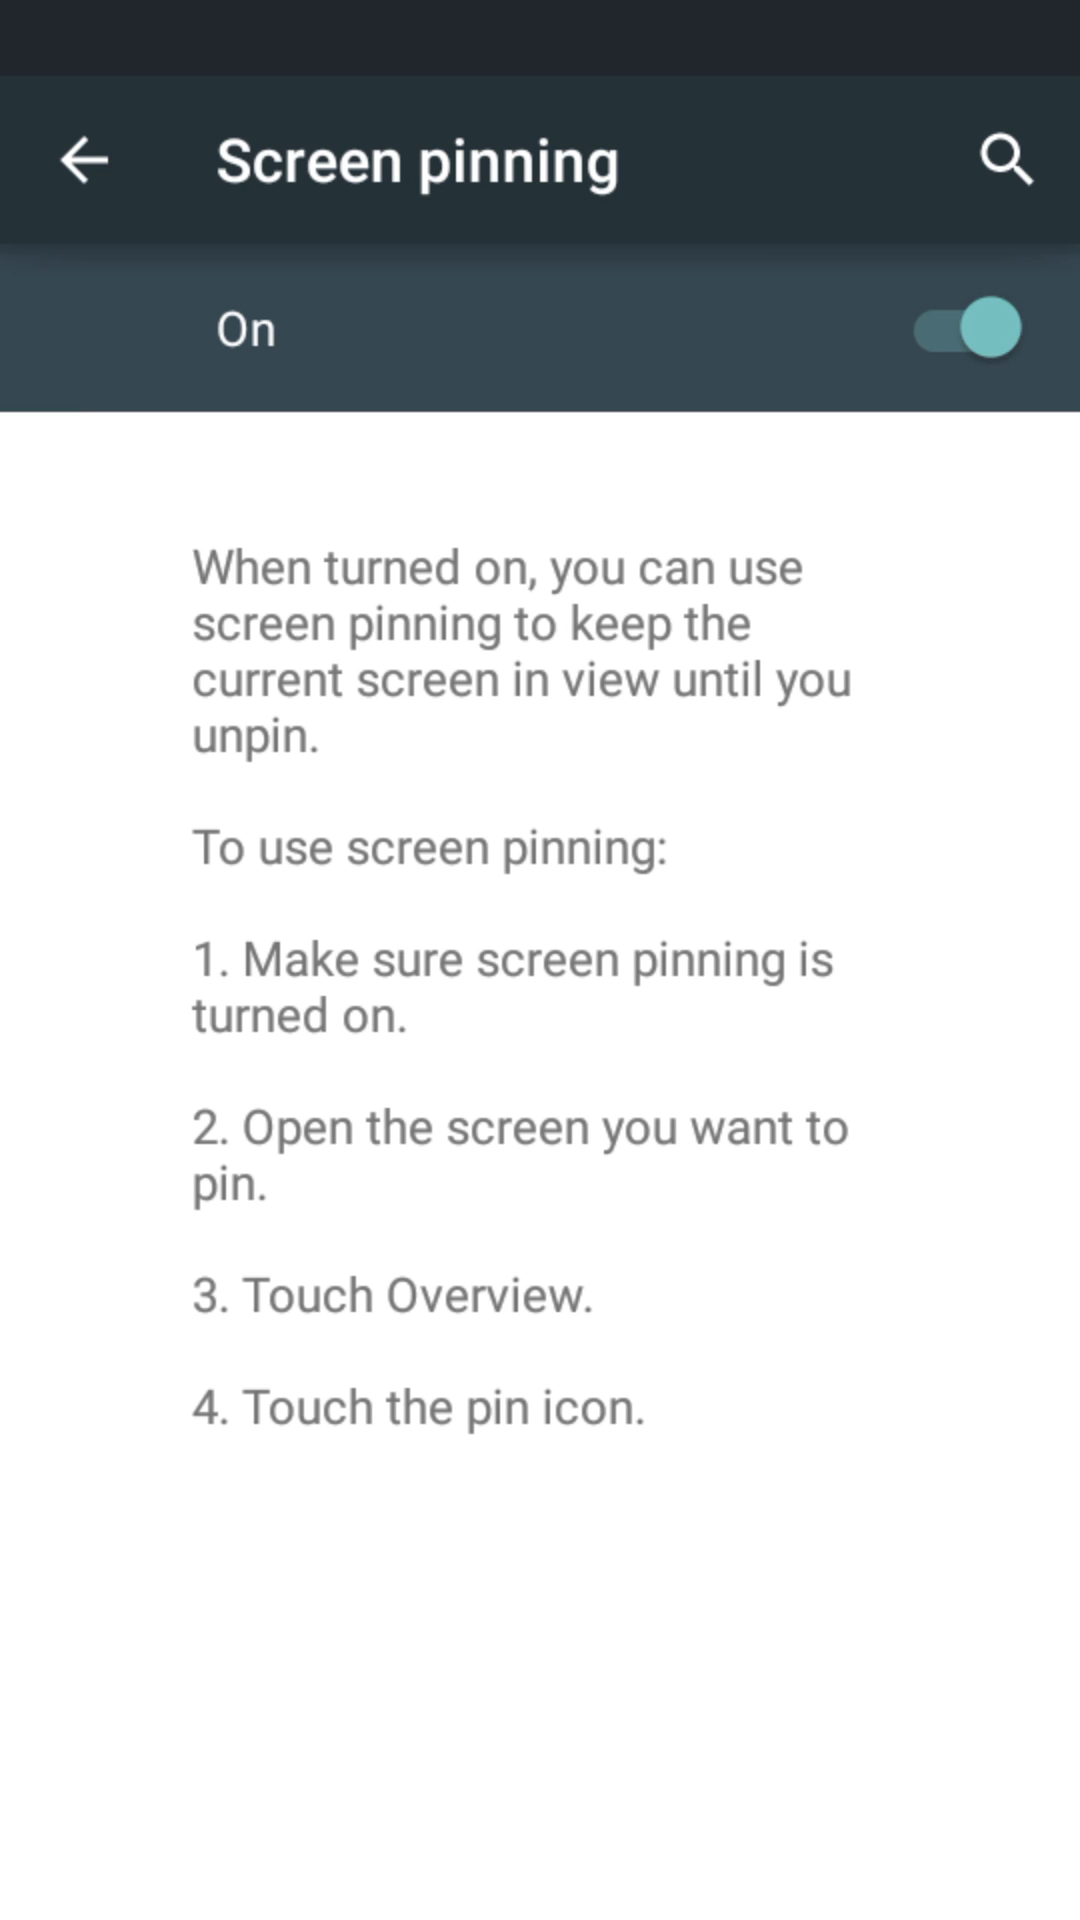 Screen pinning
On
When turned on, you can use
screen pinning to keep the
current screen in view until you
unpin.
To use screen pinning:
1. Make sure screen pinning is
turned on.
2. Open the screen you want to
pin.
3. Touch Overview.
4. Touch the pin icon.